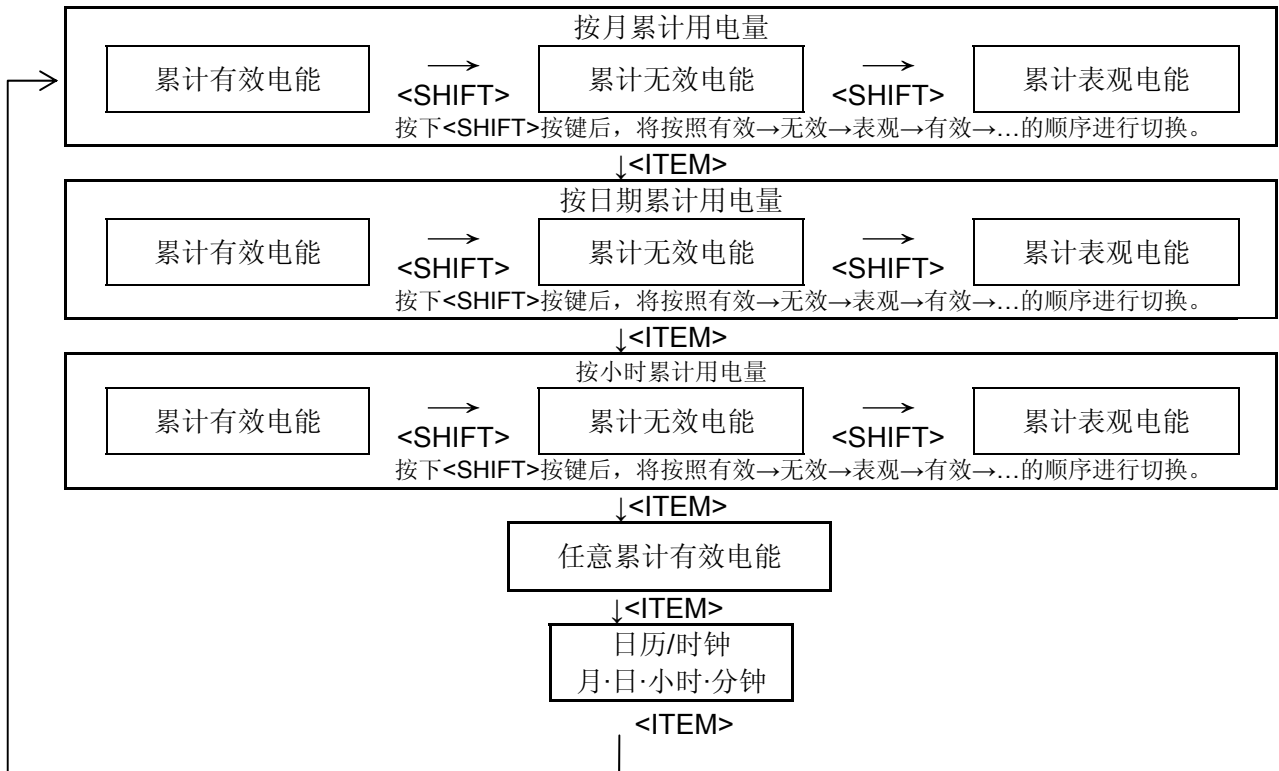 按月累计用电量
累计有效电能 → <SHIFT> 累计无效电能 → <SHIFT> 累计表观电能
按下<SHIFT>按键后，将按照有效→无效→表观→有效→…的顺序进行切换。
↓<ITEM>
按日期累计用电量
累计有效电能 → <SHIFT> 累计无效电能 → <SHIFT> 累计表观电能
按下<SHIFT>按键后，将按照有效→无效→表观→有效→…的顺序进行切换。
↓<ITEM>
按小时累计用电量
累计有效电能 → <SHIFT> 累计无效电能 → <SHIFT> 累计表观电能
按下<SHIFT>按键后，将按照有效→无效→表观→有效→…的顺序进行切换。
↓<ITEM>
任意累计有效电能
↓<ITEM>
日历/时钟
月·日·小时·分钟
<ITEM>